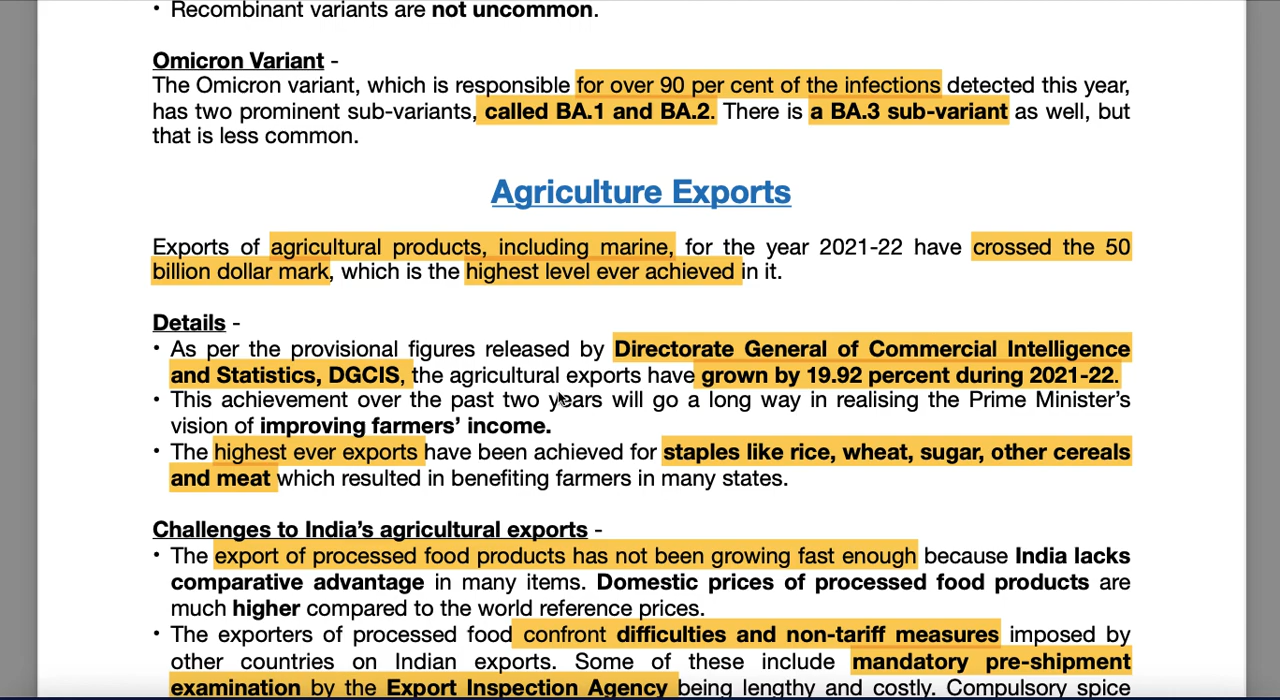 • Recombinant variants are not uncommon.
Omicron Variant -
The Omicron variant, which is responsible for over 90 per cent of the infections detected this year,
has two prominent sub-variants, called BA.1 and BA.2. There is a BA.3 sub-variant as well, but
that is less common.
Agriculture Exports
Exports of agricultural products, including marine, for the year 2021-22 have crossed the 50
billion dollar mark, which is the highest level ever achieved in it.
Details -
• As per the provisional figures released by Directorate General of Commercial Intelligence
and Statistics, DGCIS, the agricultural exports have grown by 19.92 percent during 2021-22.
• This achievement over the past two years will go a long way in realising the Prime Minister’s
vision of improving farmers’ income.
• The highest ever exports have been achieved for staples like rice, wheat, sugar, other cereals
and meat which resulted in benefiting farmers in many states.
Challenges to India’s agricultural exports -
• The export of processed food products has not been growing fast enough because India lacks
comparative advantage in many items. Domestic prices of processed food products are
much higher compared to the world reference prices.
• The exporters of processed food confront difficulties and non-tariff measures imposed by
other countries on Indian exports. Some of these include mandatory pre-shipment
examination by the Export Inspection Agency being lengthy and costly. Compulsory spice